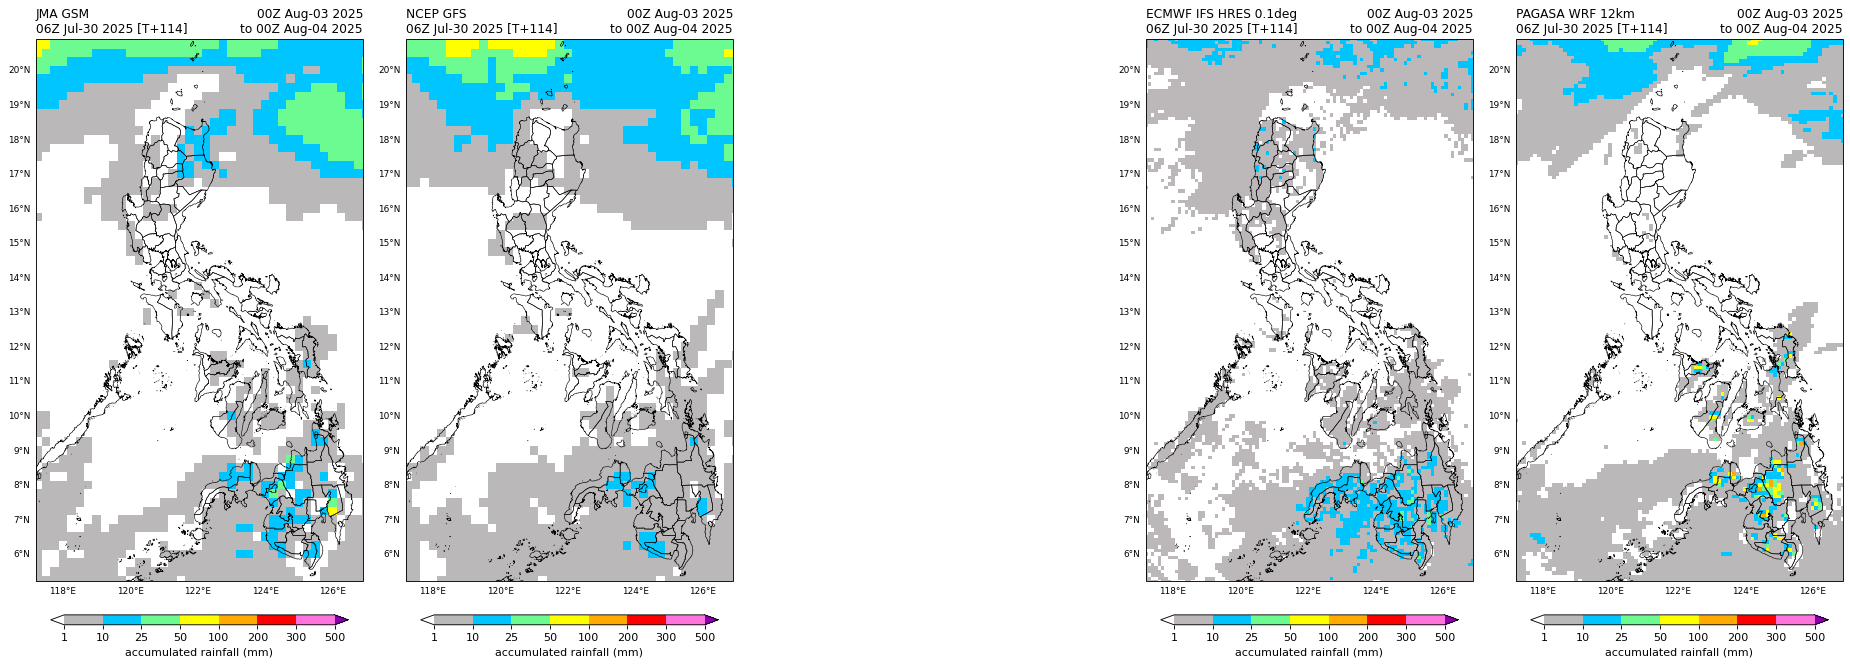 JMA GSM 00Z Aug-03 2025
06Z Jul-30 2025 [T+114] to 00Z Aug-04 2025
20°N
19°N
18°N
17°N
16°N
15°N
14°N
13°N
12°N
11°N
10°N
9°N
8°N
7°N
6°N
118°E 120°E 122°E 124°E 126°E
1 10 25 50 100 200 300 500
accumulated rainfall (mm)
NCEP GFS 00Z Aug-03 2025
06Z Jul-30 2025 [T+114] to 00Z Aug-04 2025
20°N
19°N
18°N
17°N
16°N
15°N
14°N
13°N
12°N
11°N
10°N
9°N
8°N
7°N
6°N
118°E 120°E 122°E 124°E 126°E
1 10 25 50 100 200 300 500
accumulated rainfall (mm)
ECMWF IFS HRES 0.1deg 00Z Aug-03 2025
06Z Jul-30 2025 [T+114] to 00Z Aug-04 2025
20°N
19°N
18°N
17°N
16°N
15°N
14°N
13°N
12°N
11°N
10°N
9°N
8°N
7°N
6°N
118°E 120°E 122°E 124°E 126°E
1 10 25 50 100 200 300 500
accumulated rainfall (mm)
PAGASA WRF 12km 00Z Aug-03 2025
06Z Jul-30 2025 [T+114] to 00Z Aug-04 2025
20°N
19°N
18°N
17°N
16°N
15°N
14°N
13°N
12°N
11°N
10°N
9°N
8°N
7°N
6°N
118°E 120°E 122°E 124°E 126°E
1 10 25 50 100 200 300 500
accumulated rainfall (mm)